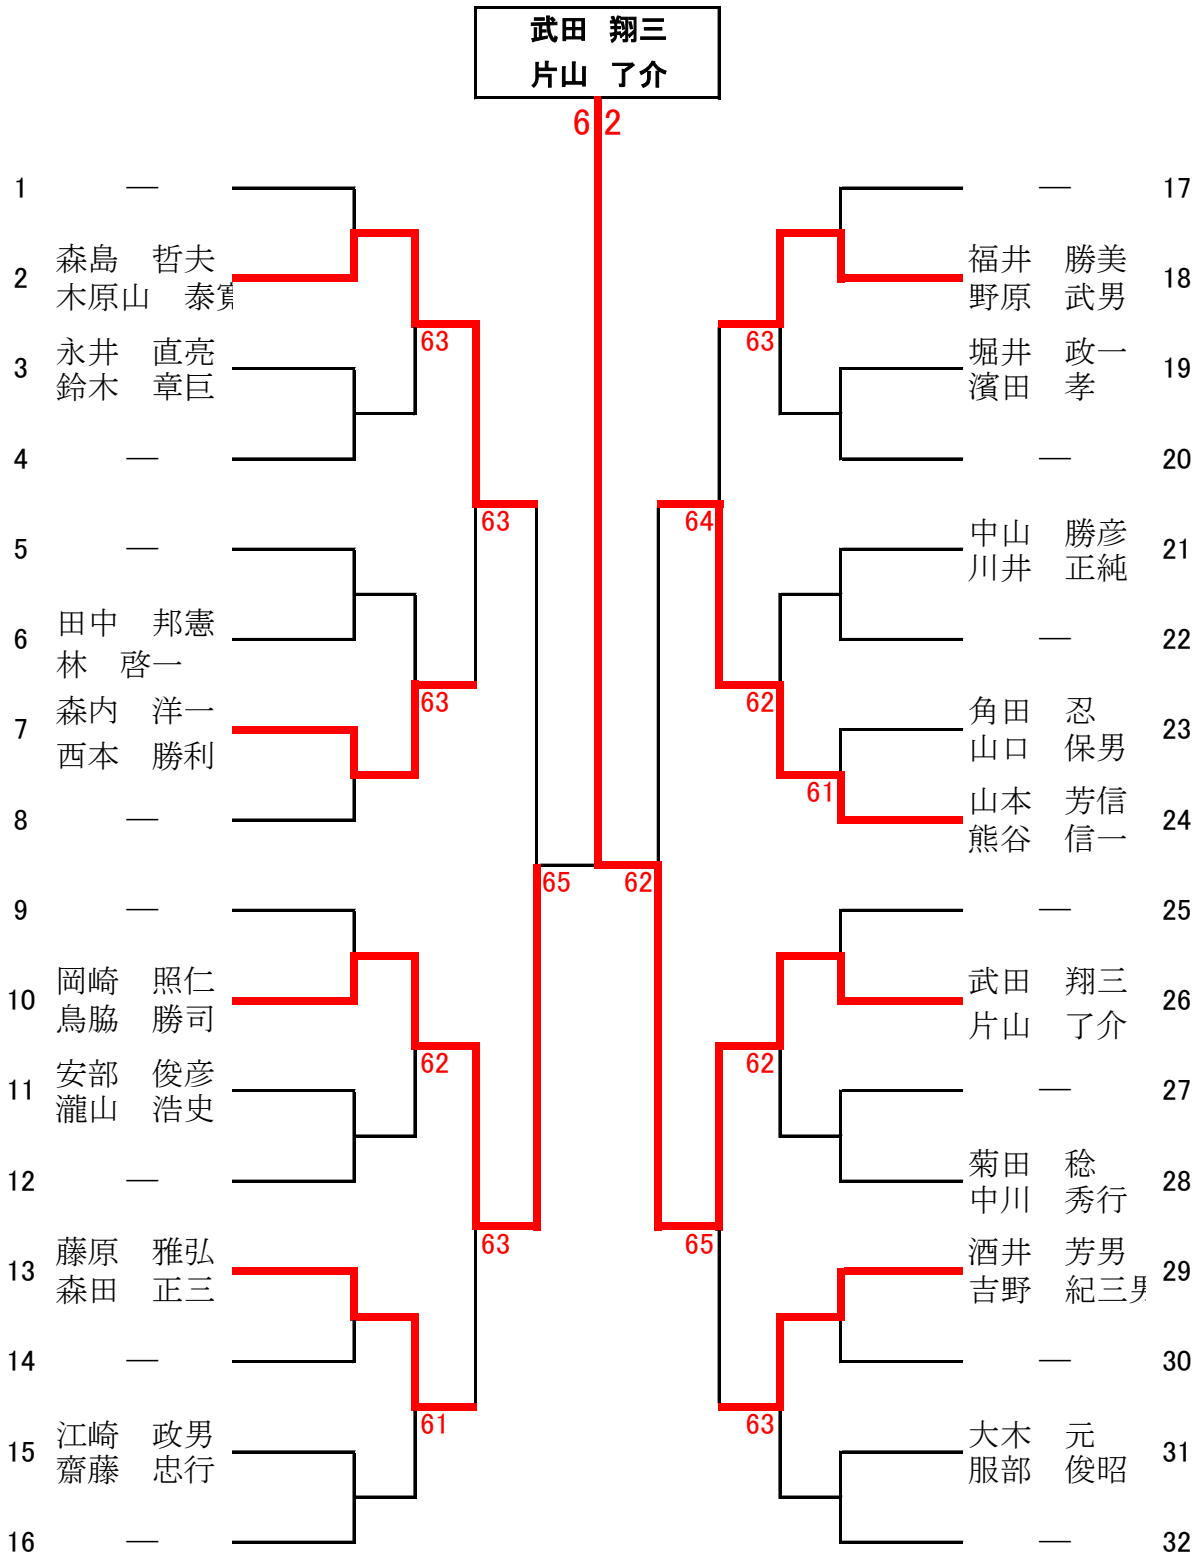 武田　翔三
片山　了介
6 2
1 ―
2 森島　哲夫
木原山　泰寛
63
3 永井　直亮
鈴木　章巨
4 ―
63
5 ―
6 田中　邦憲
林　啓一
63
7 森内　洋一
西本　勝利
8 ―
65
9 ―
10 岡崎　照仁
鳥脇　勝司
62
11 安部　俊彦
瀧山　浩史
12 ―
63
13 藤原　雅弘
森田　正三
14 ―
61
15 江崎　政男
齋藤　忠行
16 ―
― 17
福井　勝美 18
野原　武男
63
堀井　政一 19
濱田　孝
― 20
64
中山　勝彦 21
川井　正純
― 22
62
角田　忍 23
山口　保男
61
山本　芳信 24
熊谷　信一
62
― 25
武田　翔三 26
片山　了介
62
― 27
菊田　稔 28
中川　秀行
65
酒井　芳男 29
吉野　紀三男
― 30
63
大木　元 31
服部　俊昭
― 32